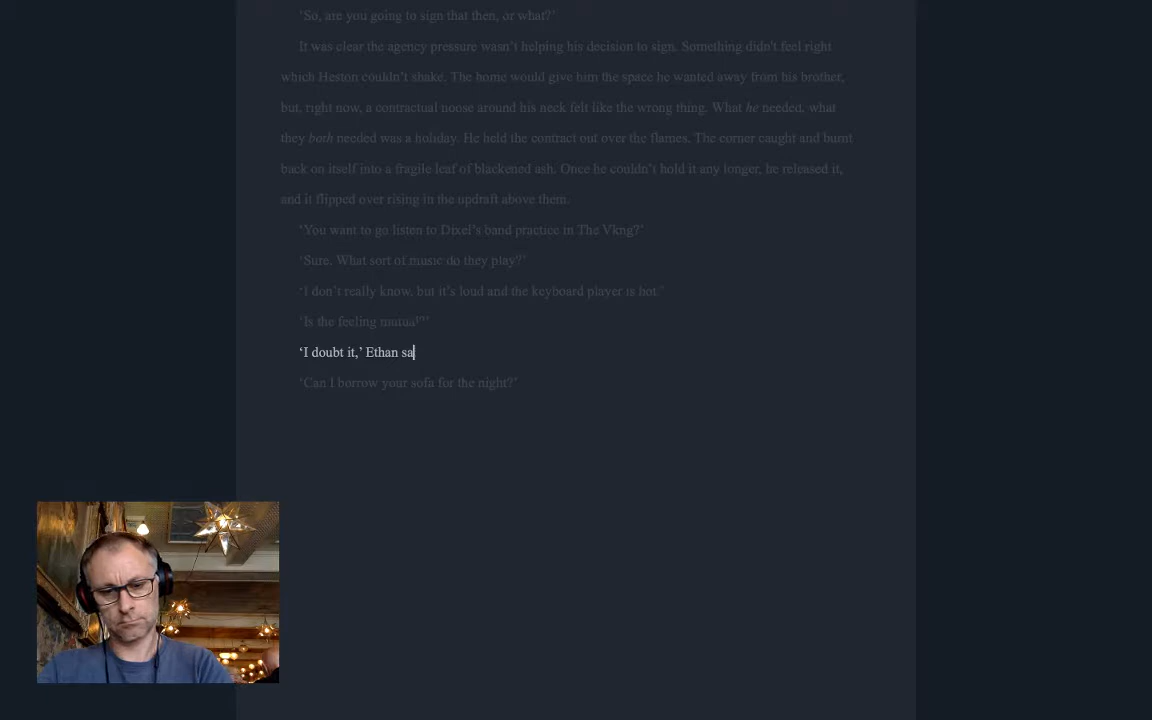 ‘So, are you going to sign that then, or what?’
It was clear the agency pressure wasn’t helping his decision to sign. Something didn’t feel right
which Heston couldn’t shake. The home would give him the space he wanted away from his brother,
but, right now, a contractual noose around his neck felt like the wrong thing. What he needed, what
they both needed was a holiday. He held the contract out over the flames. The corner caught and burnt
back on itself into a fragile leaf of blackened ash. Once he couldn’t hold it any longer, he released it,
and it flipped over rising in the updraft above them.
‘You want to go listen to Dixel’s band practice in The Vkng?’
‘Sure. What sort of music do they play?’
‘I don’t really know, but it’s loud and the keyboard player is hot.’
‘Is the feeling mutual?’
‘I doubt it,’ Ethan sa
‘Can I borrow your sofa for the night?’